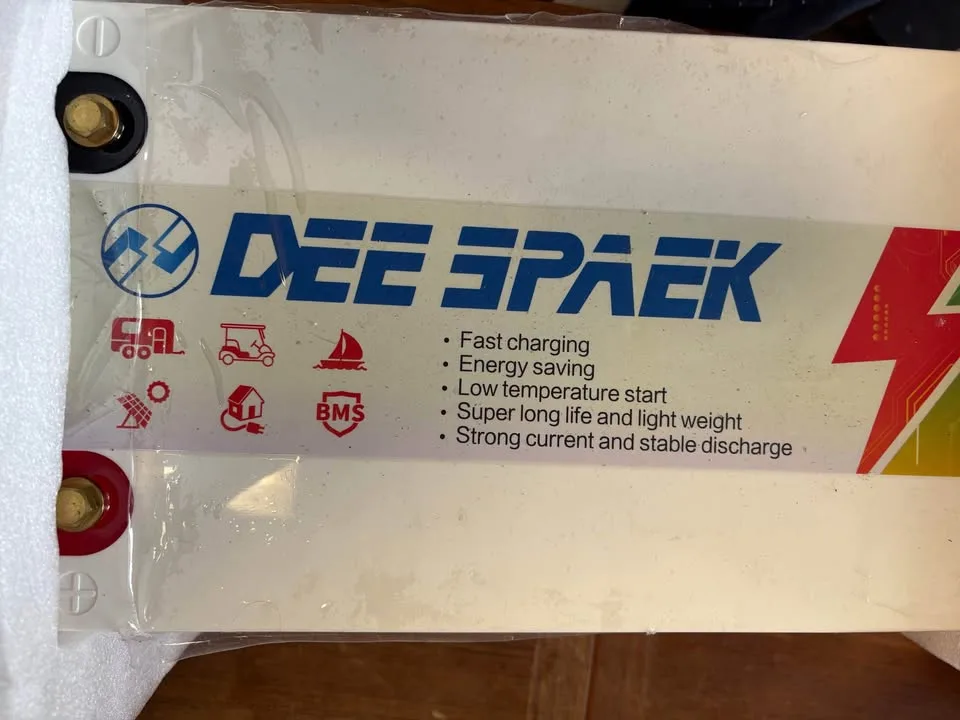 DEE SPAEK
• Fast charging
• Energy saving
• Low temperature start
• Super long life and light weight
• Strong current and stable discharge
BMS